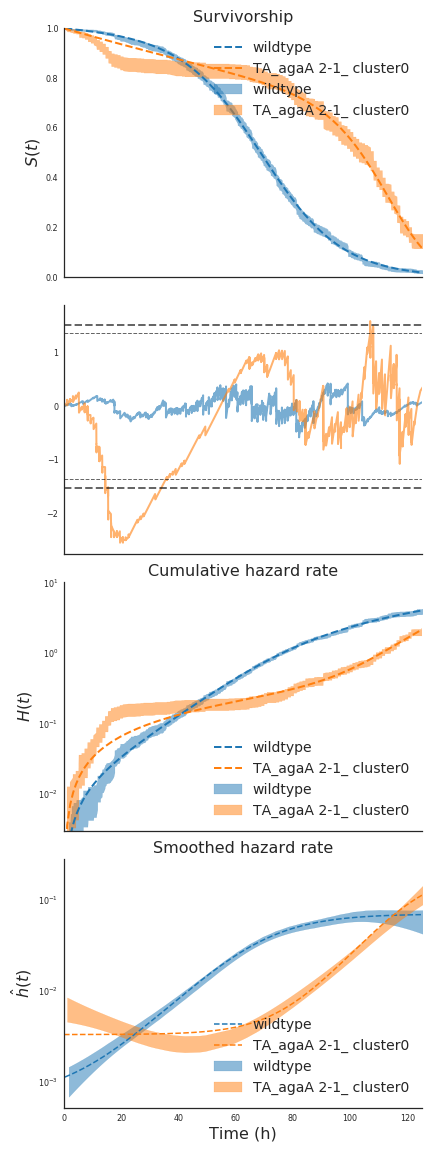 Survivorship
1.0
0.8
0.6
0.4
0.2
0.0
S(t)
wildtype
TA_agaA 2-1_ cluster0
wildtype
TA_agaA 2-1_ cluster0
1
0
−1
−2
Cumulative hazard rate
10¹
10⁰
10⁻¹
10⁻²
H(t)
wildtype
TA_agaA 2-1_ cluster0
wildtype
TA_agaA 2-1_ cluster0
Smoothed hazard rate
10⁻¹
10⁻²
10⁻³
ĥ(t)
wildtype
TA_agaA 2-1_ cluster0
wildtype
TA_agaA 2-1_ cluster0
0 20 40 60 80 100 120
Time (h)